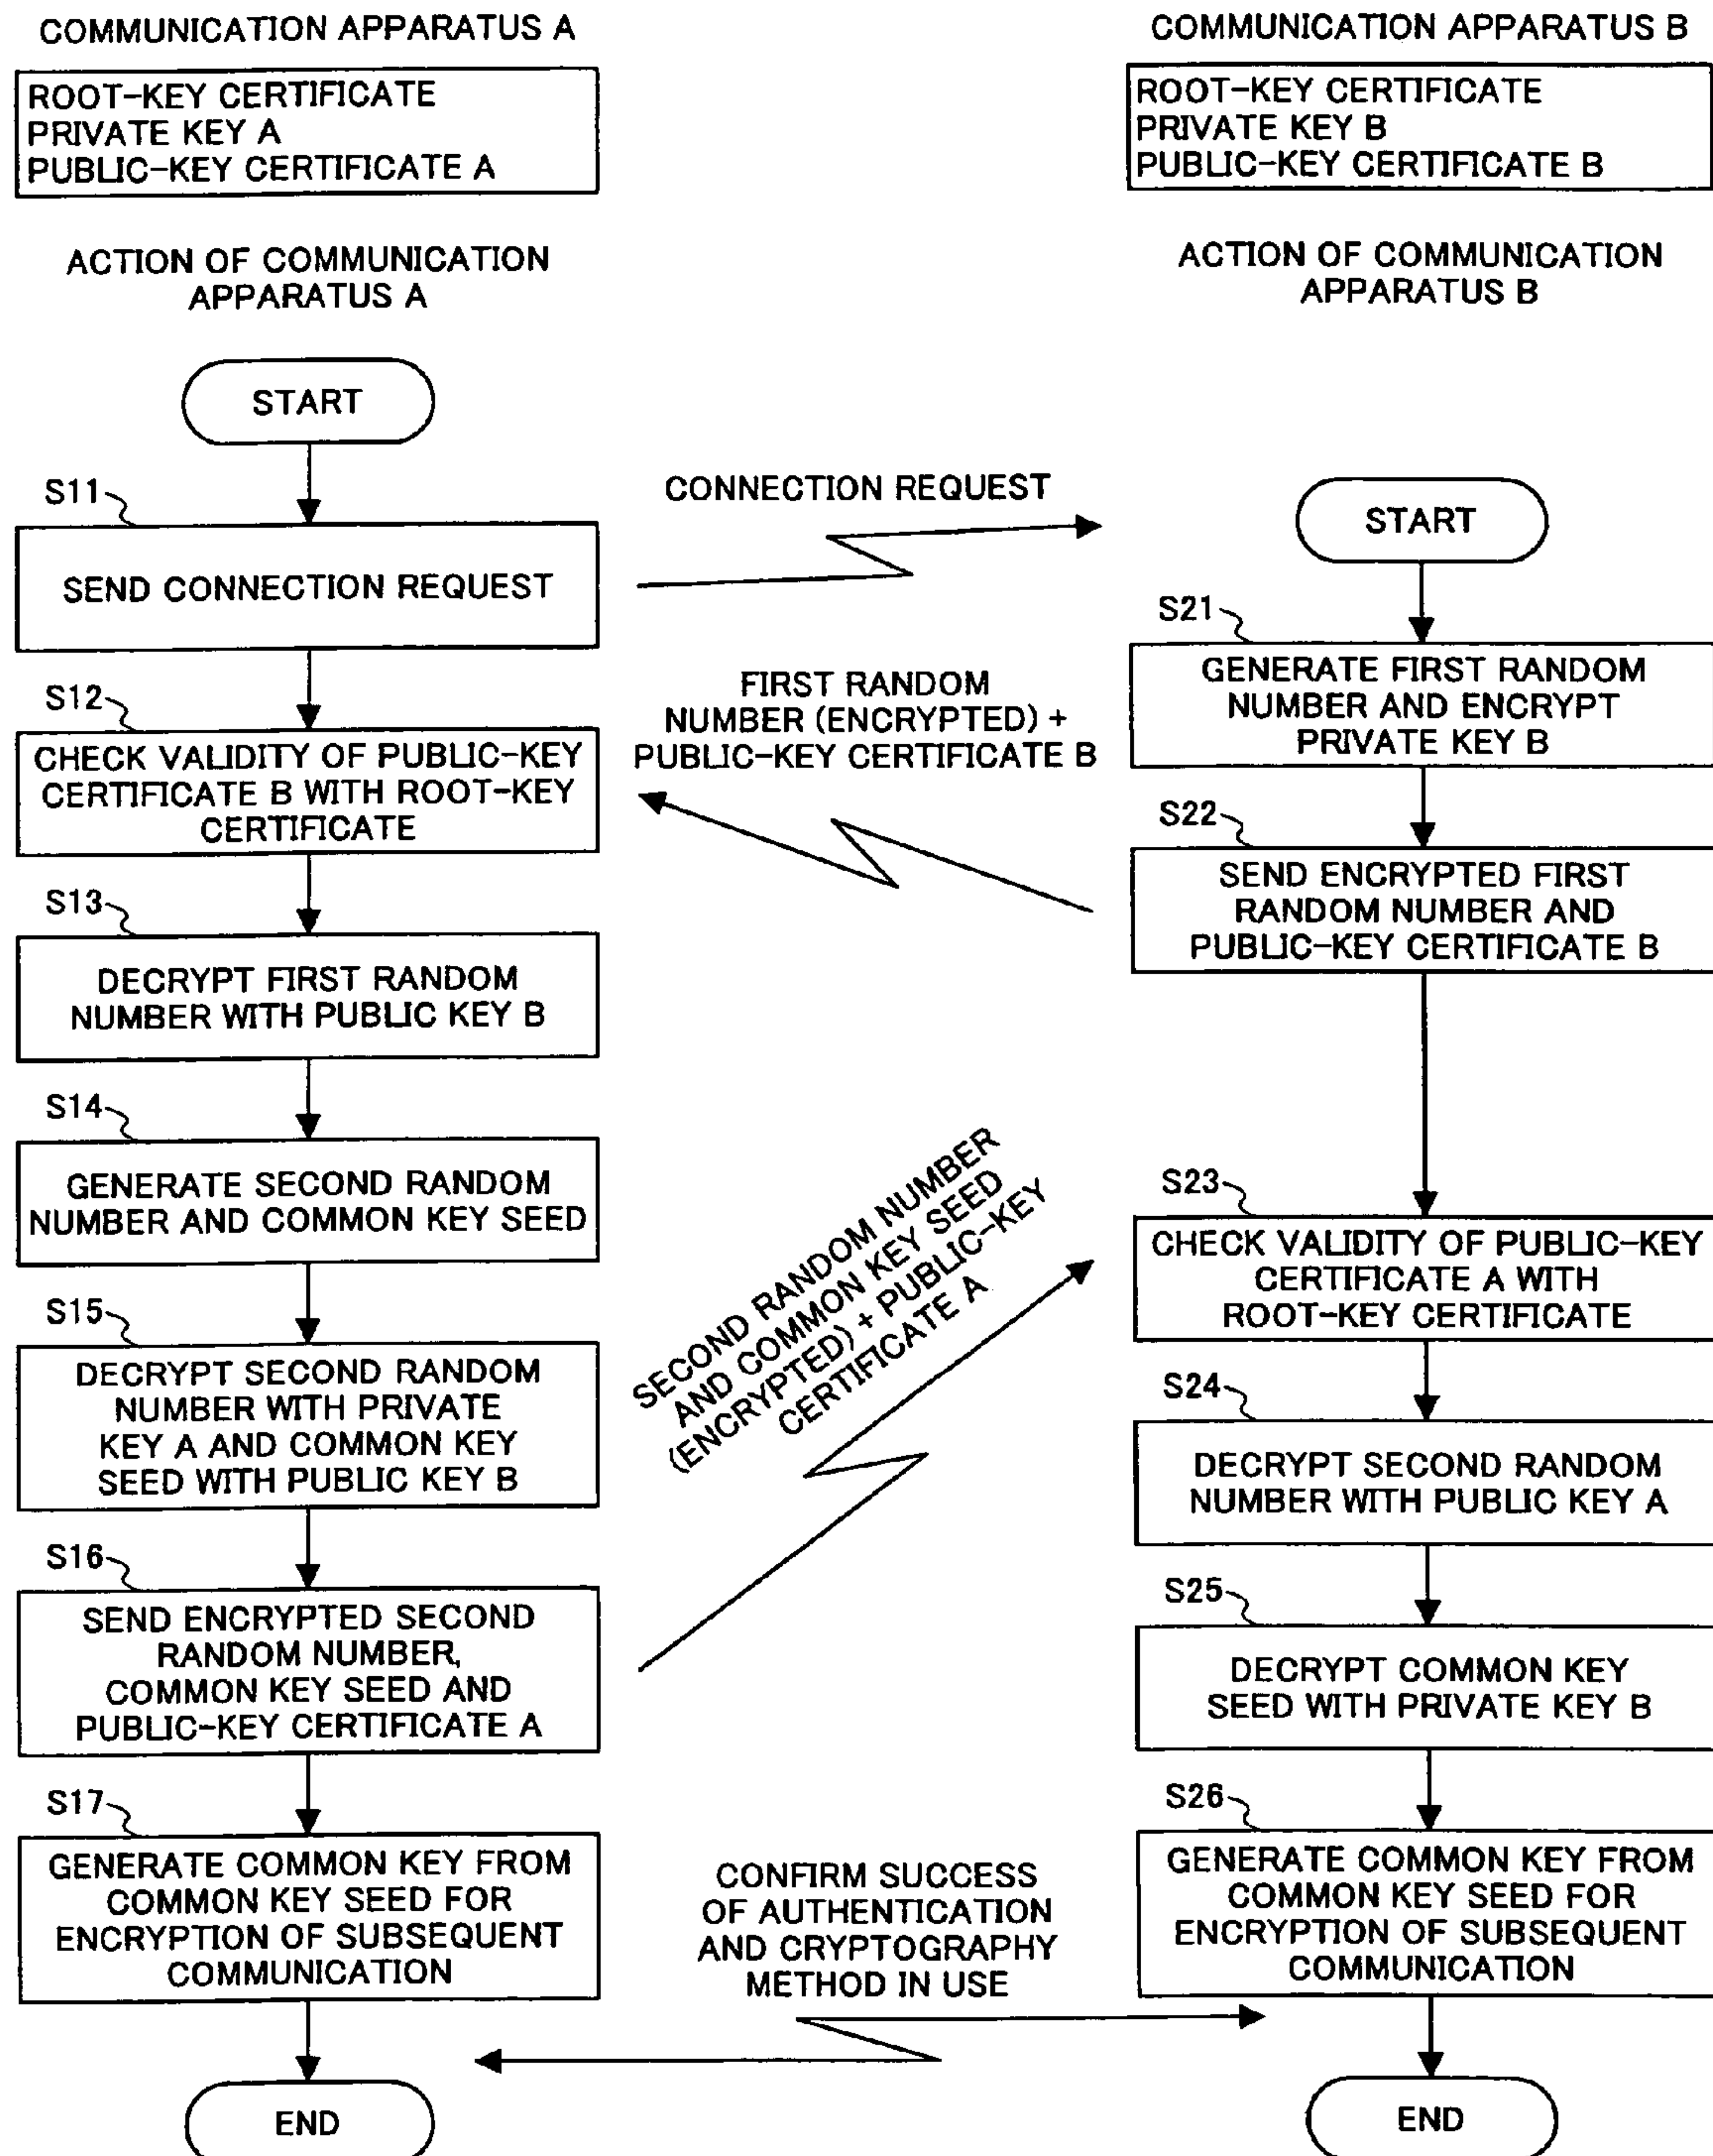 COMMUNICATION APPARATUS A
ROOT-KEY CERTIFICATE
PRIVATE KEY A
PUBLIC-KEY CERTIFICATE A
ACTION OF COMMUNICATION
APPARATUS A
START
S11
SEND CONNECTION REQUEST
S12
CHECK VALIDITY OF PUBLIC-KEY
CERTIFICATE B WITH ROOT-KEY
CERTIFICATE
S13
DECRYPT FIRST RANDOM
NUMBER WITH PUBLIC KEY B
S14
GENERATE SECOND RANDOM
NUMBER AND COMMON KEY SEED
S15
DECRYPT SECOND RANDOM
NUMBER WITH PRIVATE
KEY A AND COMMON KEY
SEED WITH PUBLIC KEY B
S16
SEND ENCRYPTED SECOND
RANDOM NUMBER,
COMMON KEY SEED AND
PUBLIC-KEY CERTIFICATE A
S17
GENERATE COMMON KEY FROM
COMMON KEY SEED FOR
ENCRYPTION OF SUBSEQUENT
COMMUNICATION
END
CONNECTION REQUEST
FIRST RANDOM
NUMBER (ENCRYPTED) +
PUBLIC-KEY CERTIFICATE B
SECOND RANDOM NUMBER
AND COMMON KEY SEED
(ENCRYPTED) + PUBLIC-KEY
CERTIFICATE A
CONFIRM SUCCESS
OF AUTHENTICATION
AND CRYPTOGRAPHY
METHOD IN USE
COMMUNICATION APPARATUS B
ROOT-KEY CERTIFICATE
PRIVATE KEY B
PUBLIC-KEY CERTIFICATE B
ACTION OF COMMUNICATION
APPARATUS B
START
S21
GENERATE FIRST RANDOM
NUMBER AND ENCRYPT
PRIVATE KEY B
S22
SEND ENCRYPTED FIRST
RANDOM NUMBER AND
PUBLIC-KEY CERTIFICATE B
S23
CHECK VALIDITY OF PUBLIC-KEY
CERTIFICATE A WITH
ROOT-KEY CERTIFICATE
S24
DECRYPT SECOND RANDOM
NUMBER WITH PUBLIC KEY A
S25
DECRYPT COMMON KEY
SEED WITH PRIVATE KEY B
S26
GENERATE COMMON KEY FROM
COMMON KEY SEED FOR
ENCRYPTION OF SUBSEQUENT
COMMUNICATION
END